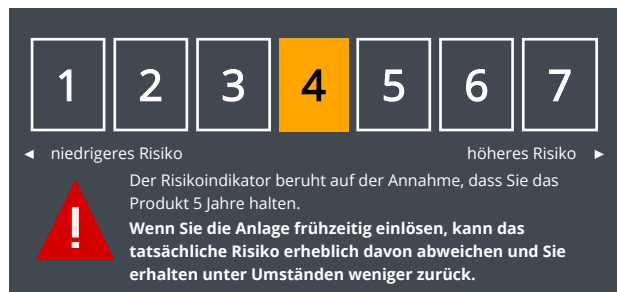 1 2 3 4 5 6 7
◄ niedrigeres Risiko höheres Risiko ►
! Der Risikoindikator beruht auf der Annahme, dass Sie das
Produkt 5 Jahre halten.
Wenn Sie die Anlage frühzeitig einlösen, kann das
tatsächliche Risiko erheblich davon abweichen und Sie
erhalten unter Umständen weniger zurück.